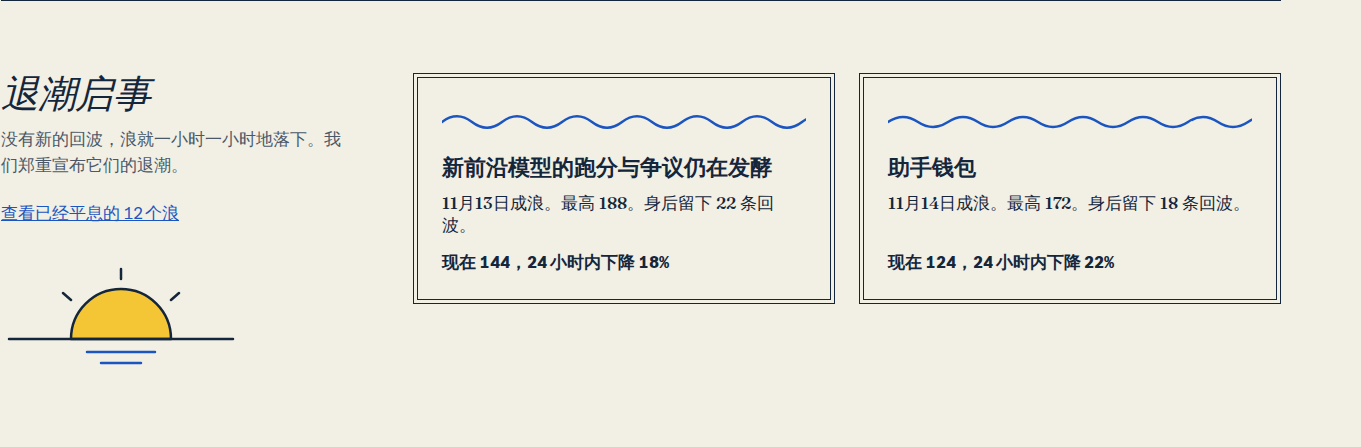 退潮启事
没有新的回波，浪就一小时一小时地落下。我
们郑重宣布它们的退潮。
查看已经平息的 12 个浪
新前沿模型的跑分与争议仍在发酵
11月13日成浪。最高 188。身后留下 22 条回
波。
现在 144，24 小时内下降 18%
助手钱包
11月14日成浪。最高 172。身后留下 18 条回波。
现在 124，24 小时内下降 22%